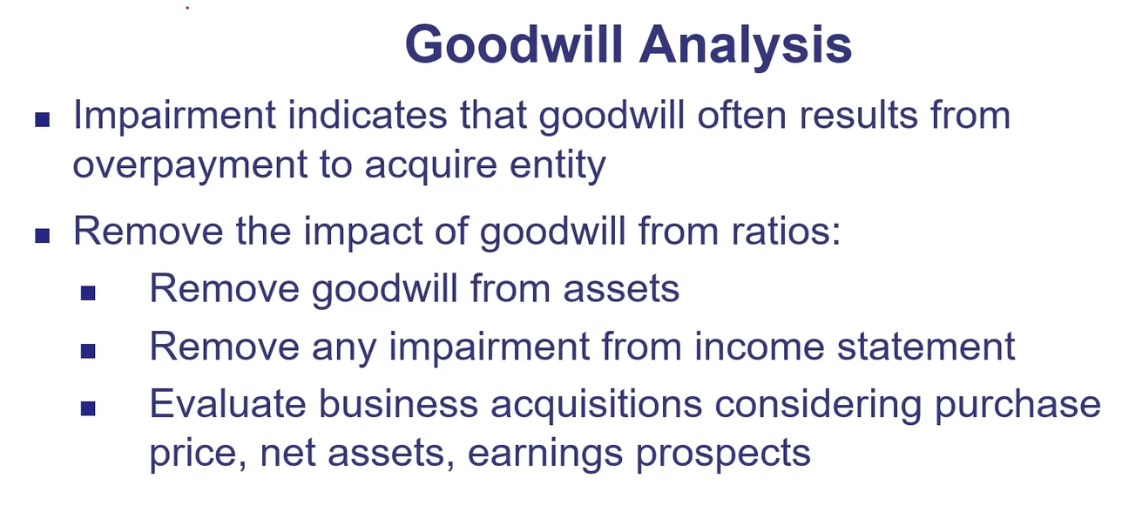 Goodwill Analysis
▪ Impairment indicates that goodwill often results from
overpayment to acquire entity
▪ Remove the impact of goodwill from ratios:
▪ Remove goodwill from assets
▪ Remove any impairment from income statement
▪ Evaluate business acquisitions considering purchase
price, net assets, earnings prospects